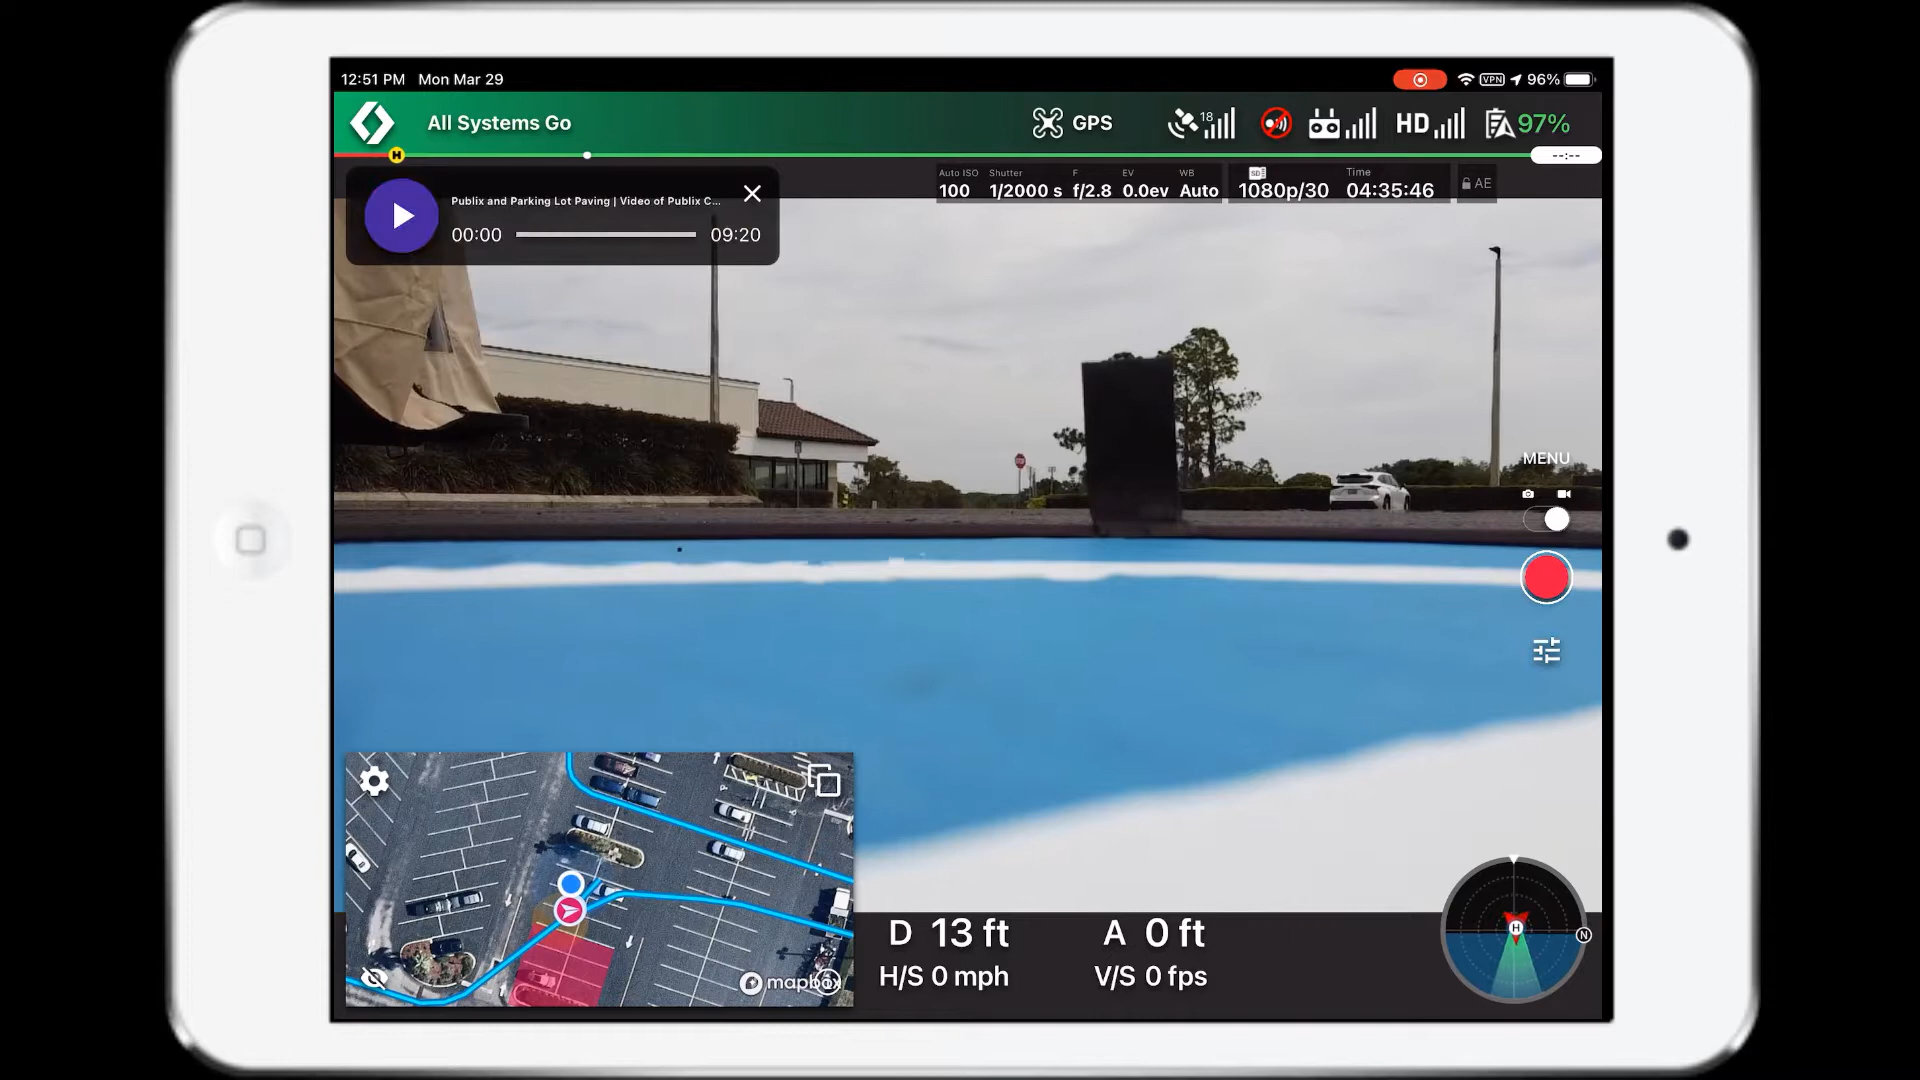 12:51 PM Mon Mar 29
VPN 96%
All Systems Go
GPS
18
HD
97%
H
--:--
Publix and Parking Lot Paving | Video of Publix C...
00:00 09:20
Auto ISO Shutter F EV WB
100 1/2000 s f/2.8 0.0ev Auto
SD Time
1080p/30 04:35:46
AE
MENU
mapbox
D 13 ft A 0 ft
H/S 0 mph V/S 0 fps
H
N